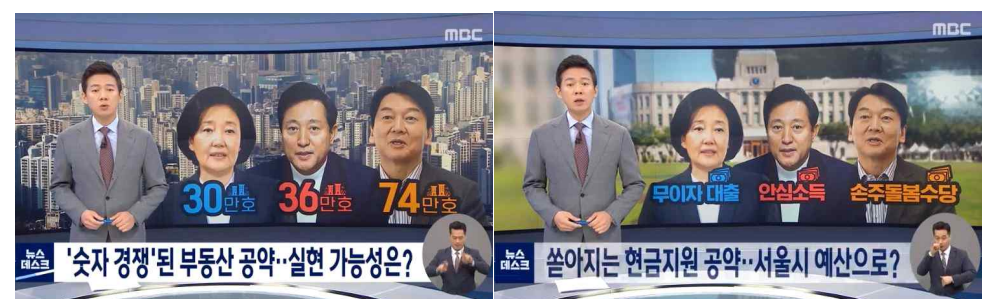 MBC
30만호
36만호
74만호
뉴스
데스크
'숫자 경쟁'된 부동산 공약··실현 가능성은?
MBC
무이자 대출
안심소득
손주돌봄수당
뉴스
데스크
쏟아지는 현금지원 공약··서울시 예산으로?